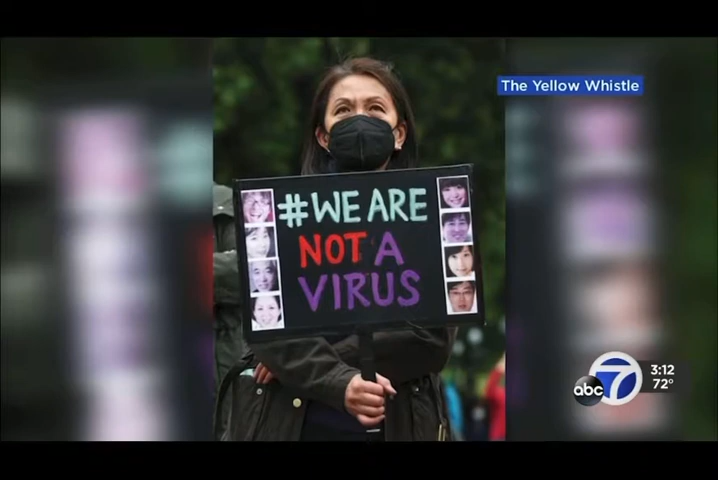 The Yellow Whistle
#WE ARE
NOT A
VIRUS
abc 7
3:12
72°